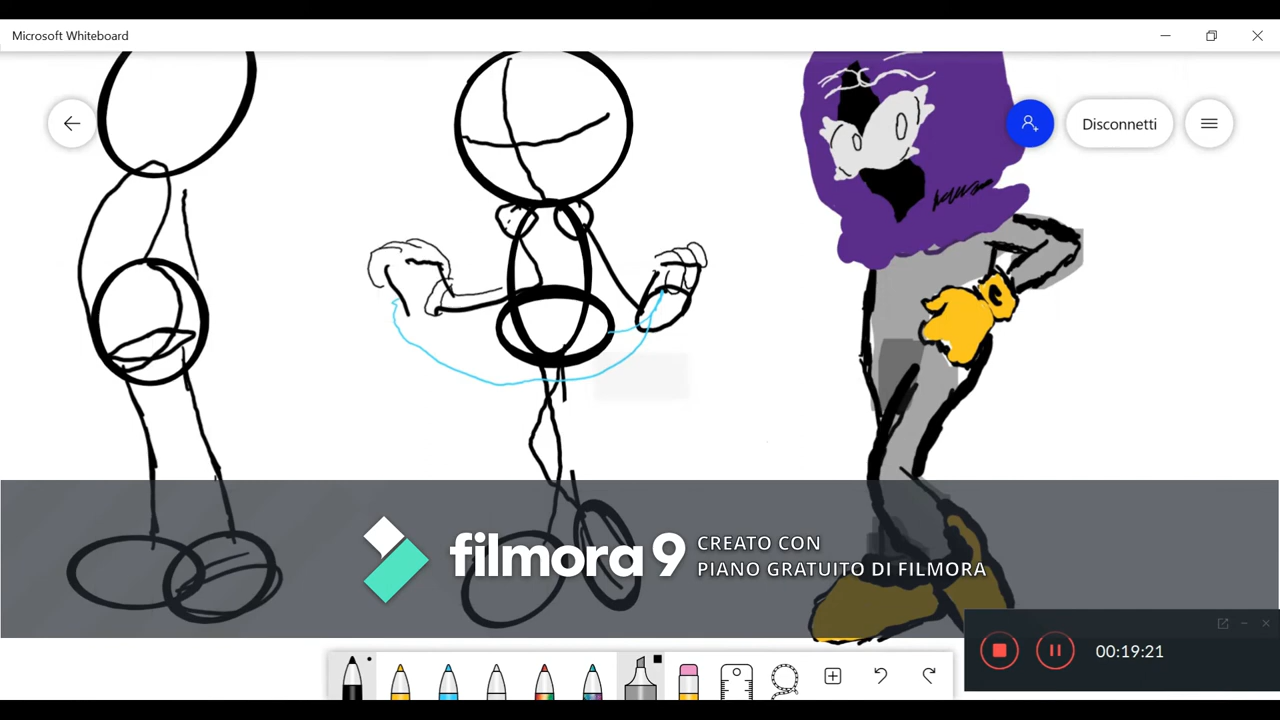 Microsoft Whiteboard
Disconnetti
filmora 9
CREATO CON
PIANO GRATUITO DI FILMORA
00:19:21